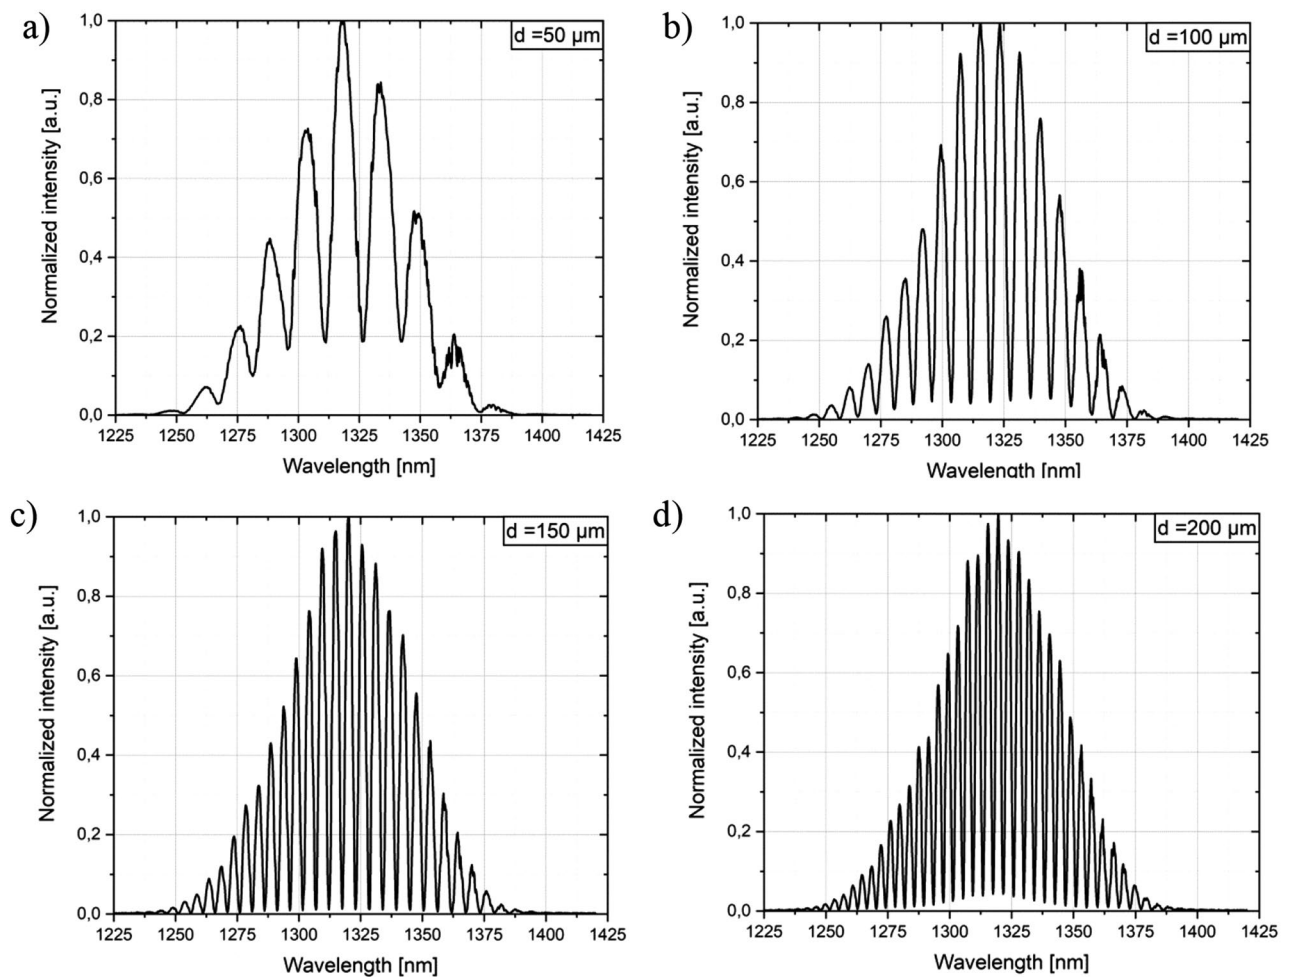 a)
d =50 µm
1,0
0,8
0,6
0,4
0,2
0,0
Normalized intensity [a.u.]
1225 1250 1275 1300 1325 1350 1375 1400 1425
Wavelength [nm]
b)
d =100 µm
1,0
0,8
0,6
0,4
0,2
0,0
Normalized intensity [a.u.]
1225 1250 1275 1300 1325 1350 1375 1400 1425
Wavelength [nm]
c)
d =150 µm
1,0
0,8
0,6
0,4
0,2
0,0
Normalized intensity [a.u.]
1225 1250 1275 1300 1325 1350 1375 1400 1425
Wavelength [nm]
d)
d =200 µm
1,0
0,8
0,6
0,4
0,2
0,0
Normalized intensity [a.u.]
1225 1250 1275 1300 1325 1350 1375 1400 1425
Wavelength [nm]